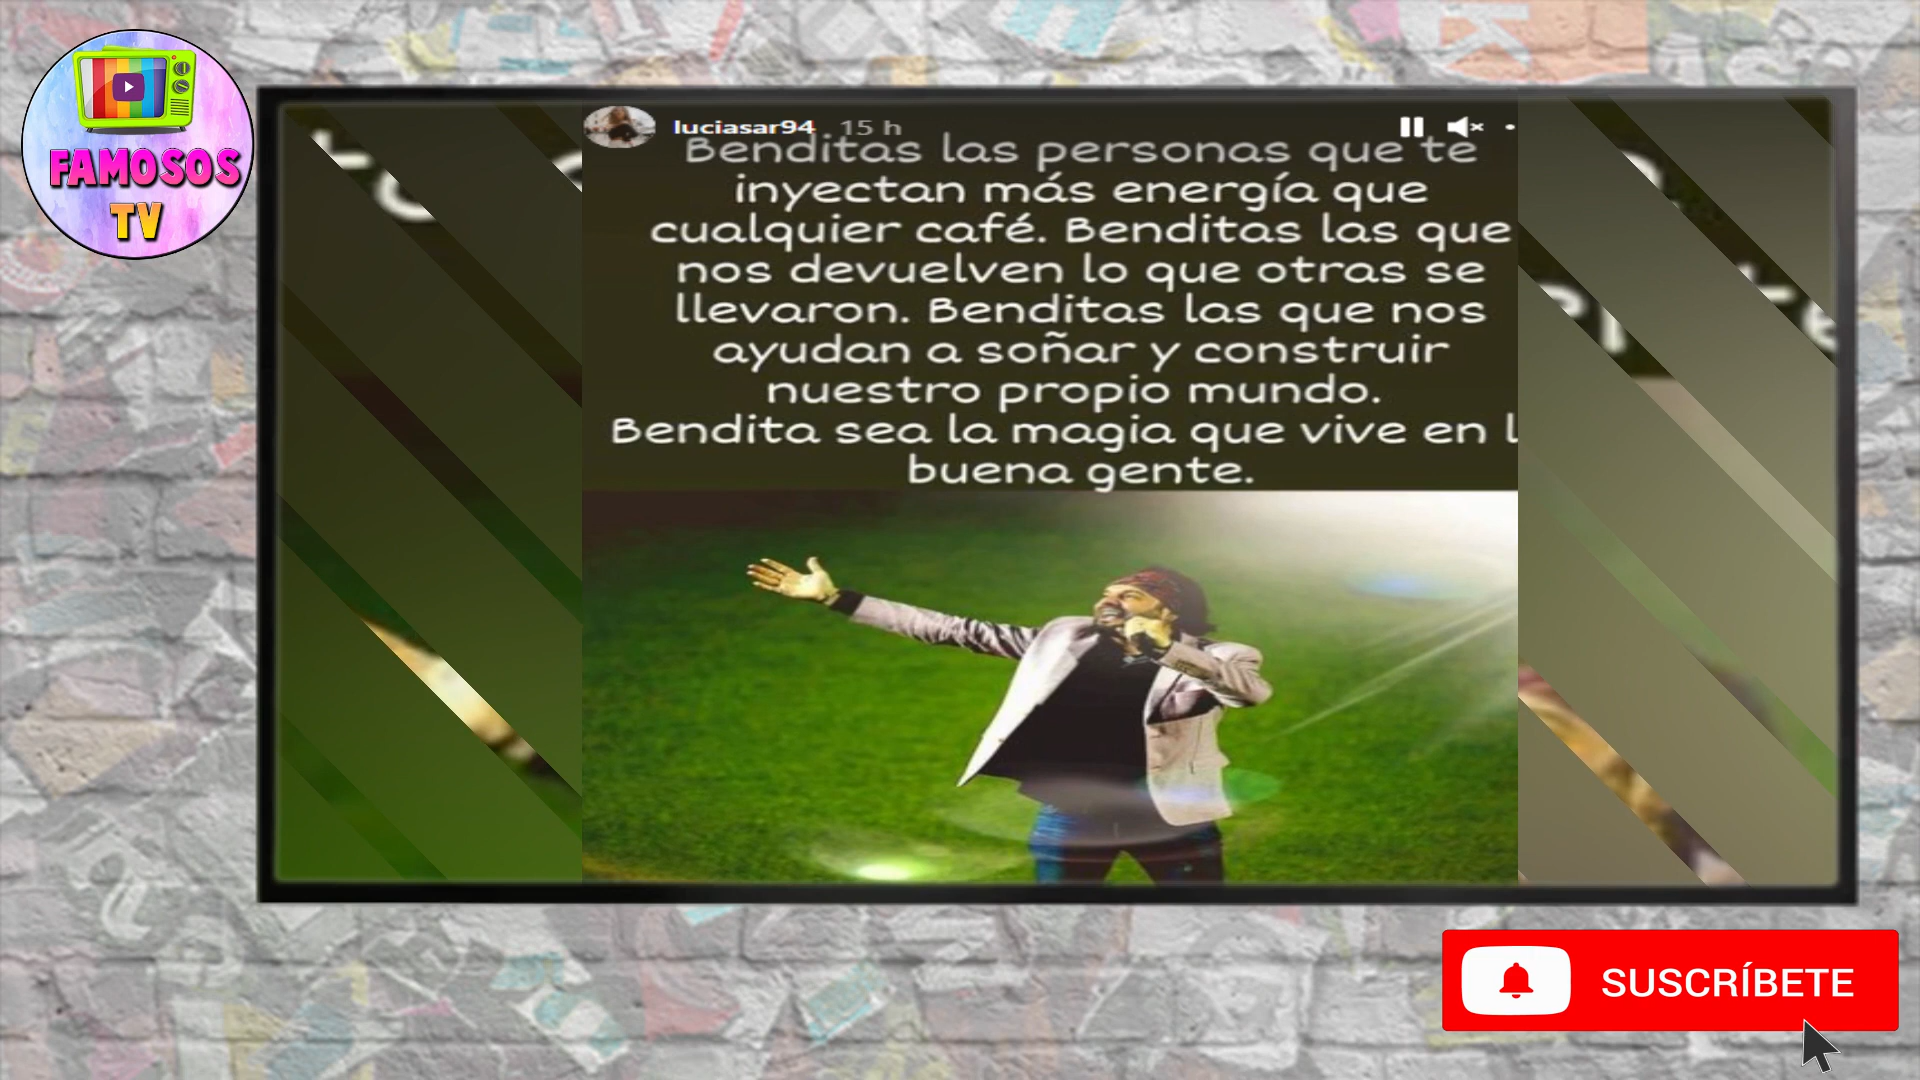 FAMOSOS
TV
luciasar94 15 h
Benditas las personas que te
inyectan más energía que
cualquier café. Benditas las que
nos devuelven lo que otras se
llevaron. Benditas las que nos
ayudan a soñar y construir
nuestro propio mundo.
Bendita sea la magia que vive en l
buena gente.
SUSCRÍBETE